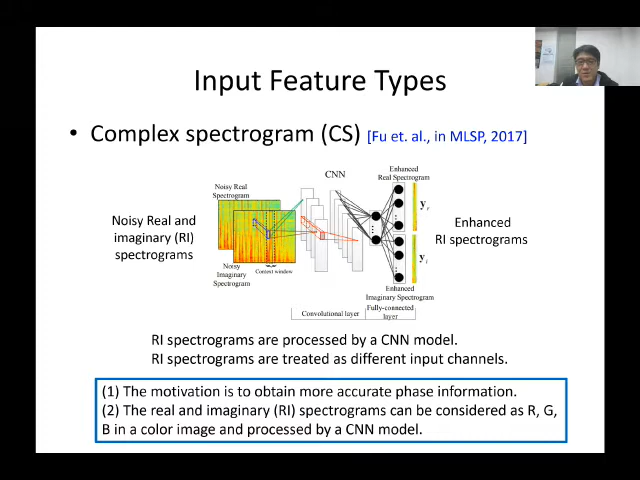 Input Feature Types
• Complex spectrogram (CS) [Fu et. al., in MLSP, 2017]
Noisy Real and
imaginary (RI)
spectrograms
Noisy Real
Spectrogram
Noisy
Imaginary
Spectrogram
Context window
CNN
Enhanced
Real Spectrogram
y r
y i
Enhanced
Imaginary Spectrogram
Convolutional layer
Fully-connected
layer
Enhanced
RI spectrograms
RI spectrograms are processed by a CNN model.
RI spectrograms are treated as different input channels.
(1) The motivation is to obtain more accurate phase information.
(2) The real and imaginary (RI) spectrograms can be considered as R, G,
B in a color image and processed by a CNN model.